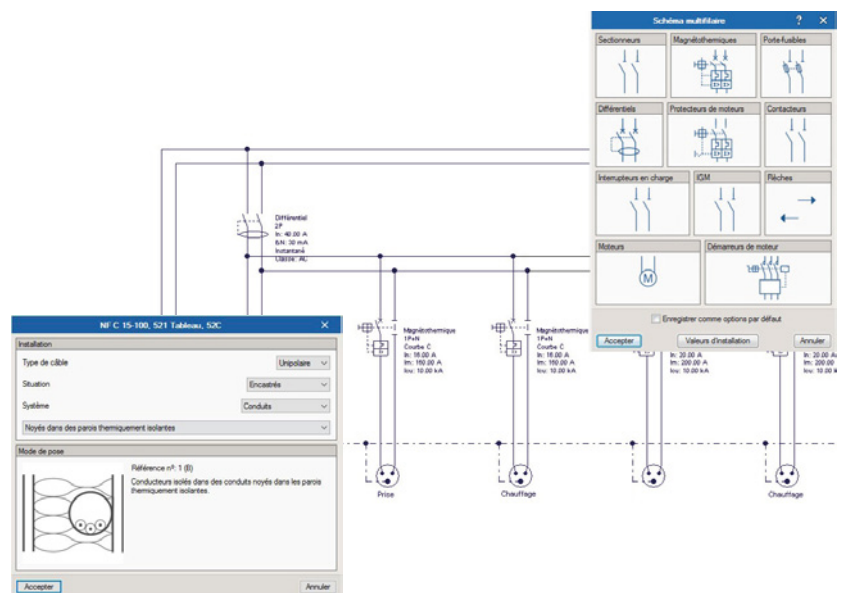 Schéma multifilaire ? ×
Sectionneurs
Magnétothermiques
Porte-fusibles
Différentiels
Protecteurs de moteurs
Contacteurs
Interrupteurs en charge
IGM
Flèches
Moteurs
M
Démarreurs de moteur
Enregistrer comme options par défaut
Accepter
Valeurs d'installation
Annuler
Différentiel
2P
In: 40.00 A
δN: 30 mA
Instantané
Classe: AC
Magnétothermique
1P+N
Courbe C
In: 16.00 A
Im: 160.00 A
Icu: 10.00 kA
Magnétothermique
1P+N
Courbe C
In: 16.00 A
Im: 160.00 A
Icu: 10.00 kA
In: 20.00 A
Im: 200.00 A
Icu: 10.00 kA
In: 20.00 A
Im: 200.00
Icu: 10.00
Prise
Chauffage
Chauffage
NF C 15-100, 521 Tableau, 52C ×
Installation
Type de câble
Unipolaire
Situation
Encastrés
Système
Conduits
Noyés dans des parois thermiquement isolantes
Mode de pose
Référence nº: 1 (B)
Conducteurs isolés dans des conduits noyés dans les parois
thermiquement isolantes.
Accepter
Annuler